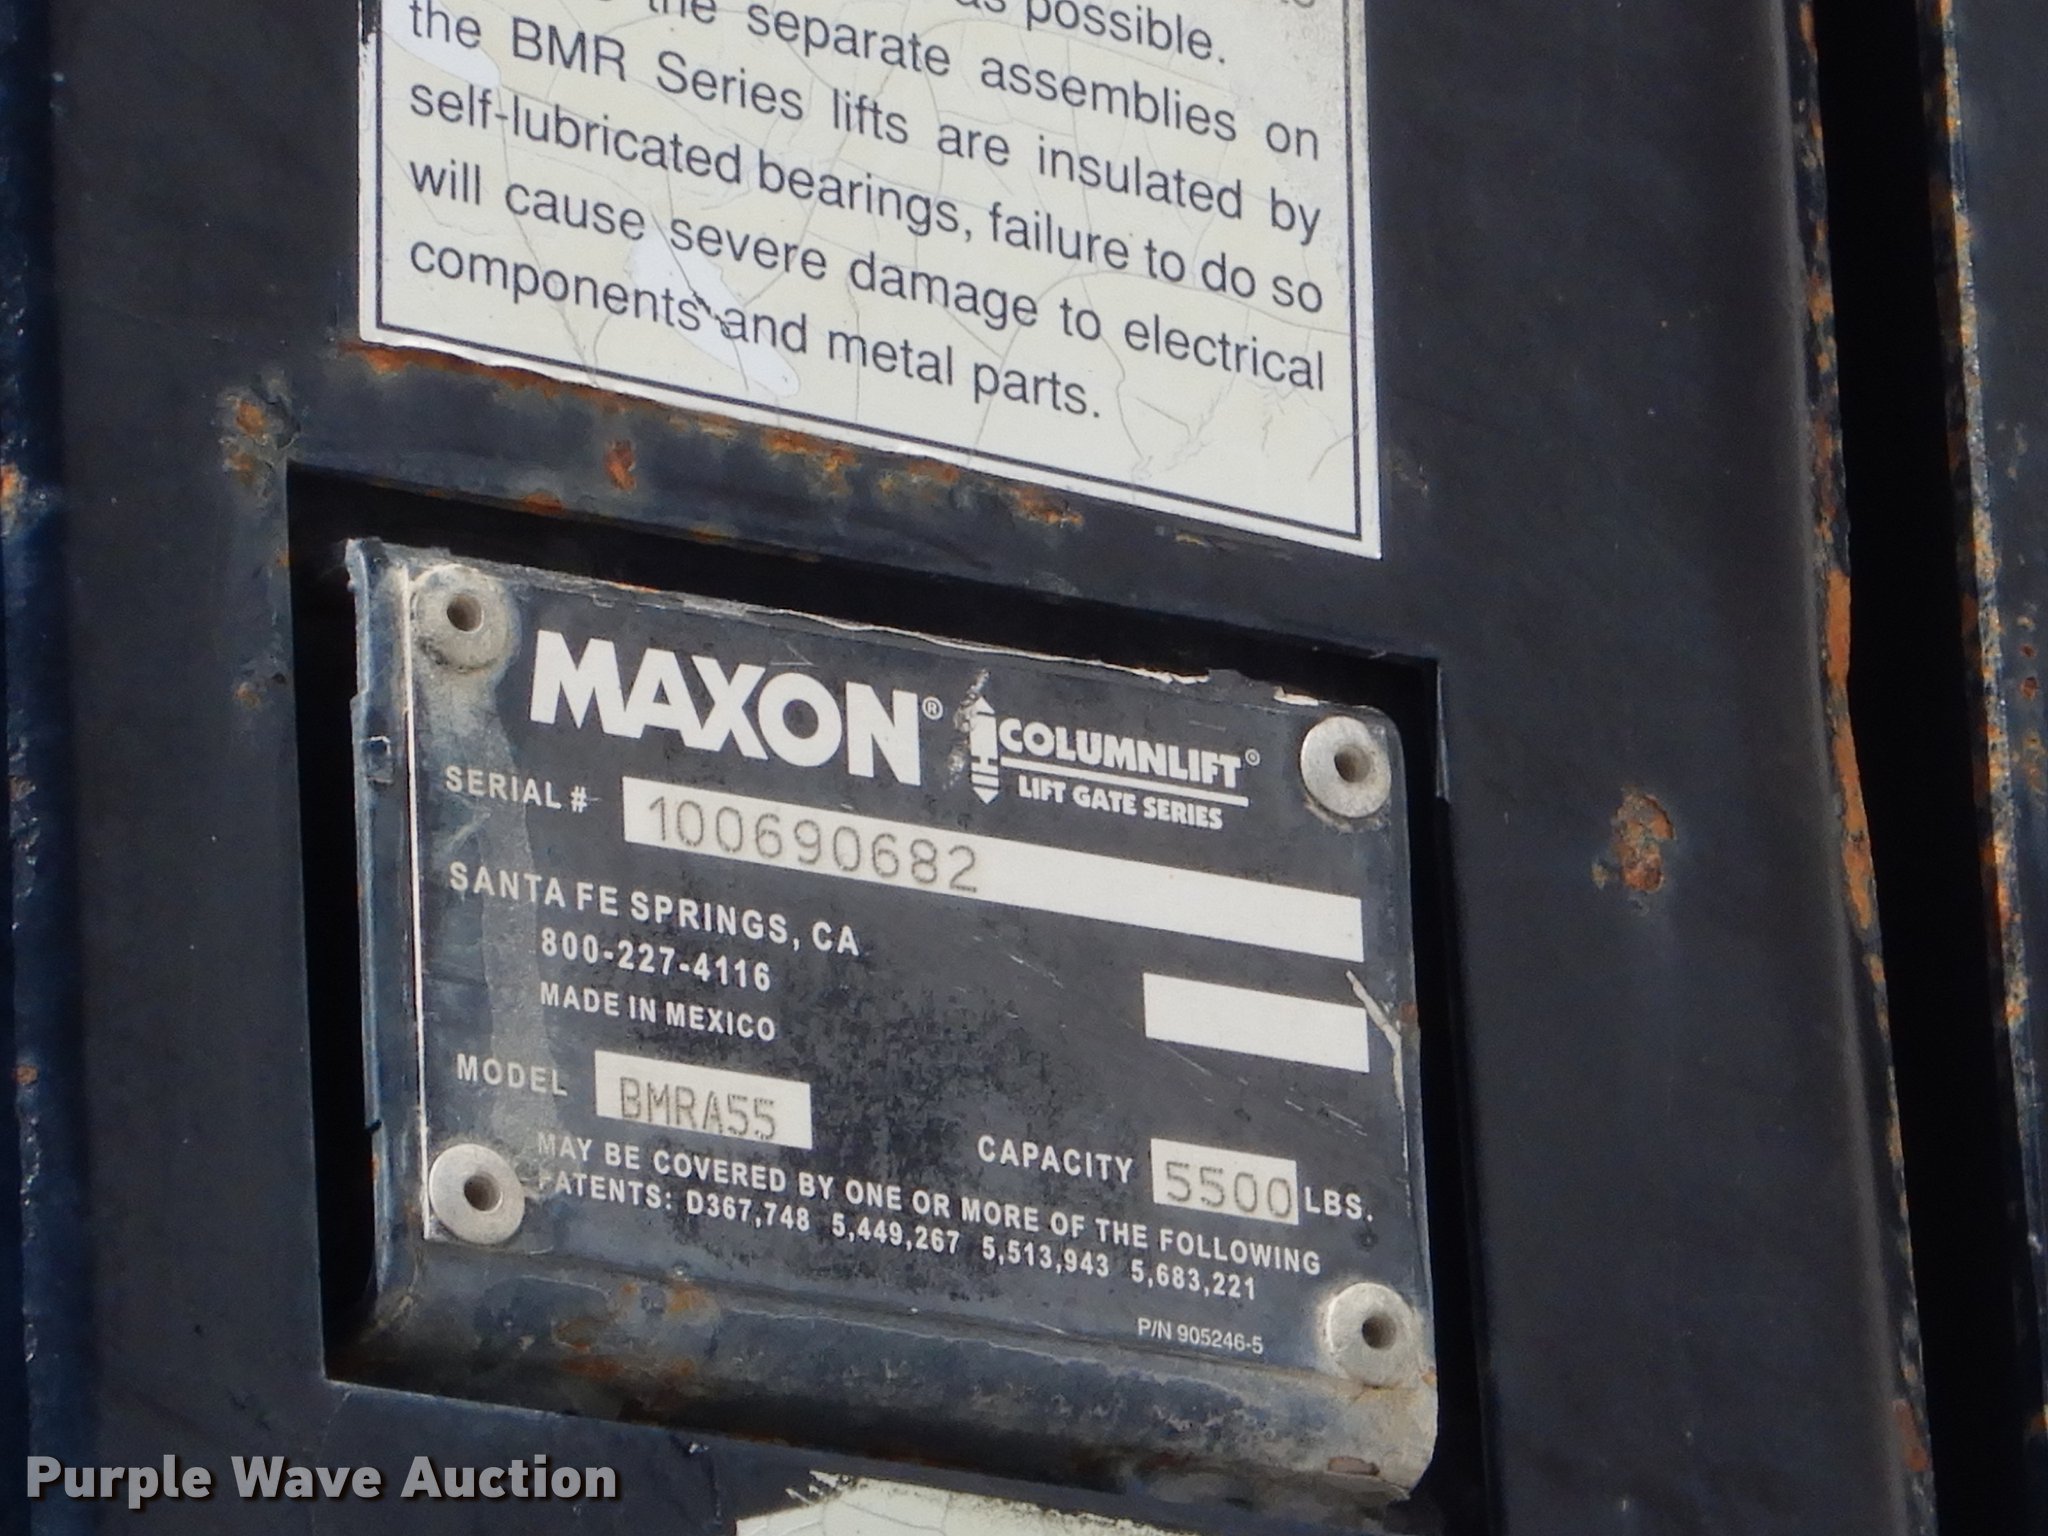 the separate assemblies on
as possible.
the BMR Series lifts are insulated by
self-lubricated bearings, failure to do so
will cause severe damage to electrical
components and metal parts.
MAXON®
COLUMNLIFT®
LIFT GATE SERIES
SERIAL # 100690682
SANTA FE SPRINGS, CA
800-227-4116
MADE IN MEXICO
MODEL BMRA55
CAPACITY 5500 LBS.
MAY BE COVERED BY ONE OR MORE OF THE FOLLOWING
PATENTS: D367,748 5,449,267 5,513,943 5,683,221
P/N 905246-5
Purple Wave Auction